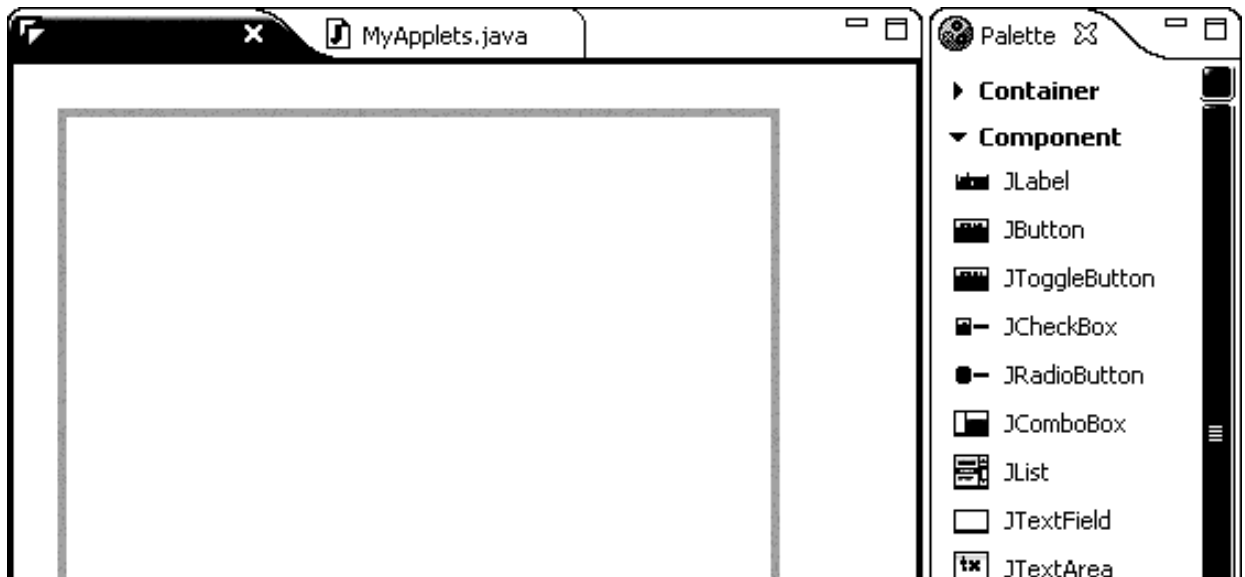 MyApplets.java
Palette
Container
Component
JLabel
JButton
JToggleButton
JCheckBox
JRadioButton
JComboBox
JList
JTextField
JTextArea